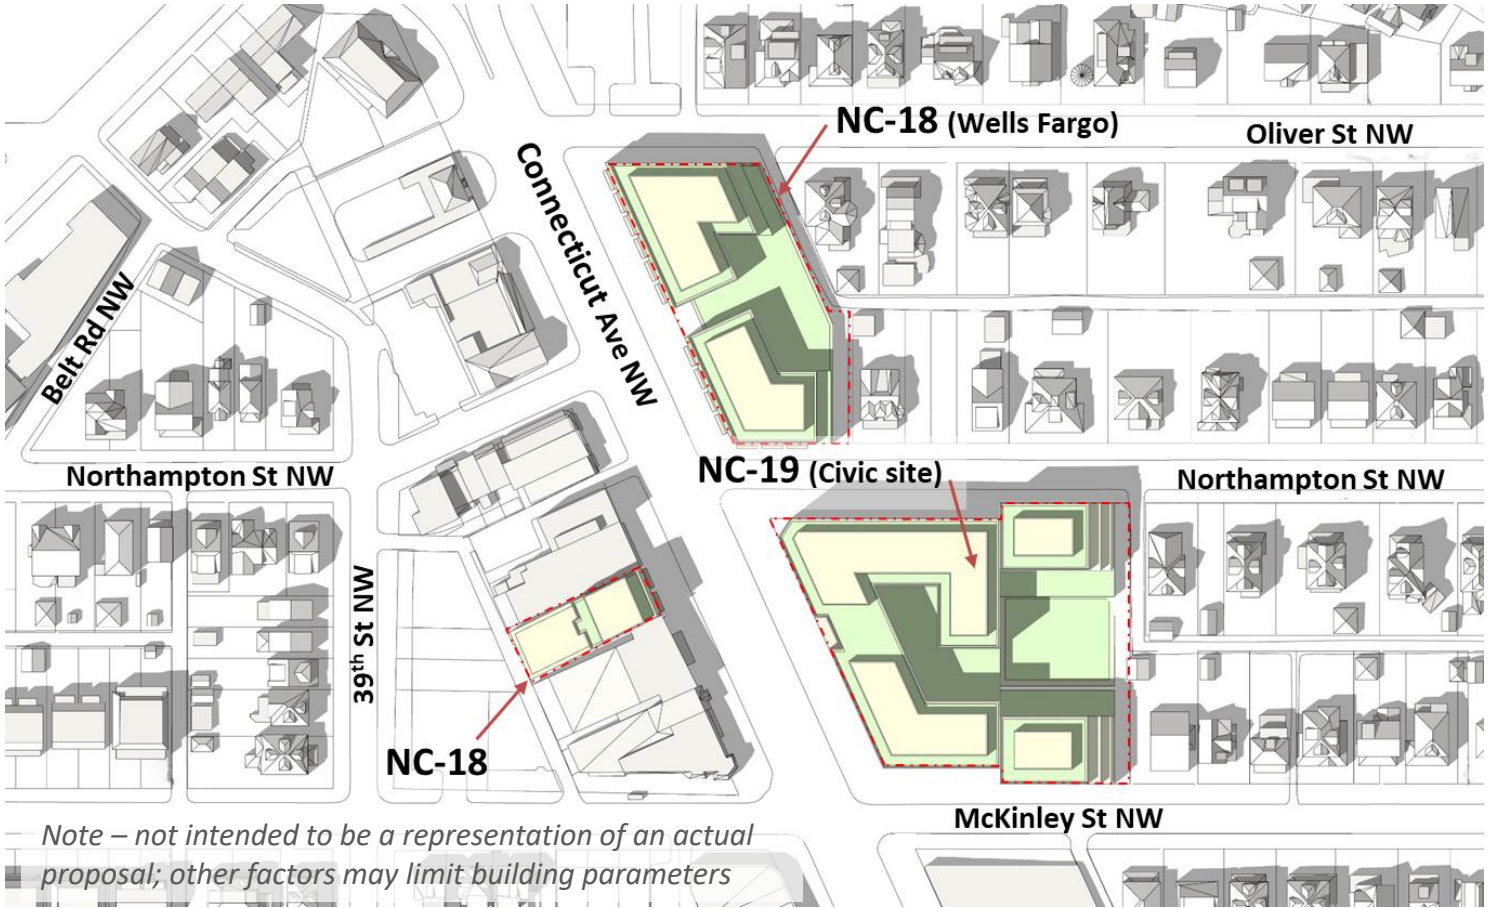 NC-18 (Wells Fargo)
Oliver St NW
Connecticut Ave NW
Belt Rd NW
Northampton St NW
NC-19 (Civic site)
Northampton St NW
39th St NW
NC-18
McKinley St NW
Note – not intended to be a representation of an actual
proposal; other factors may limit building parameters